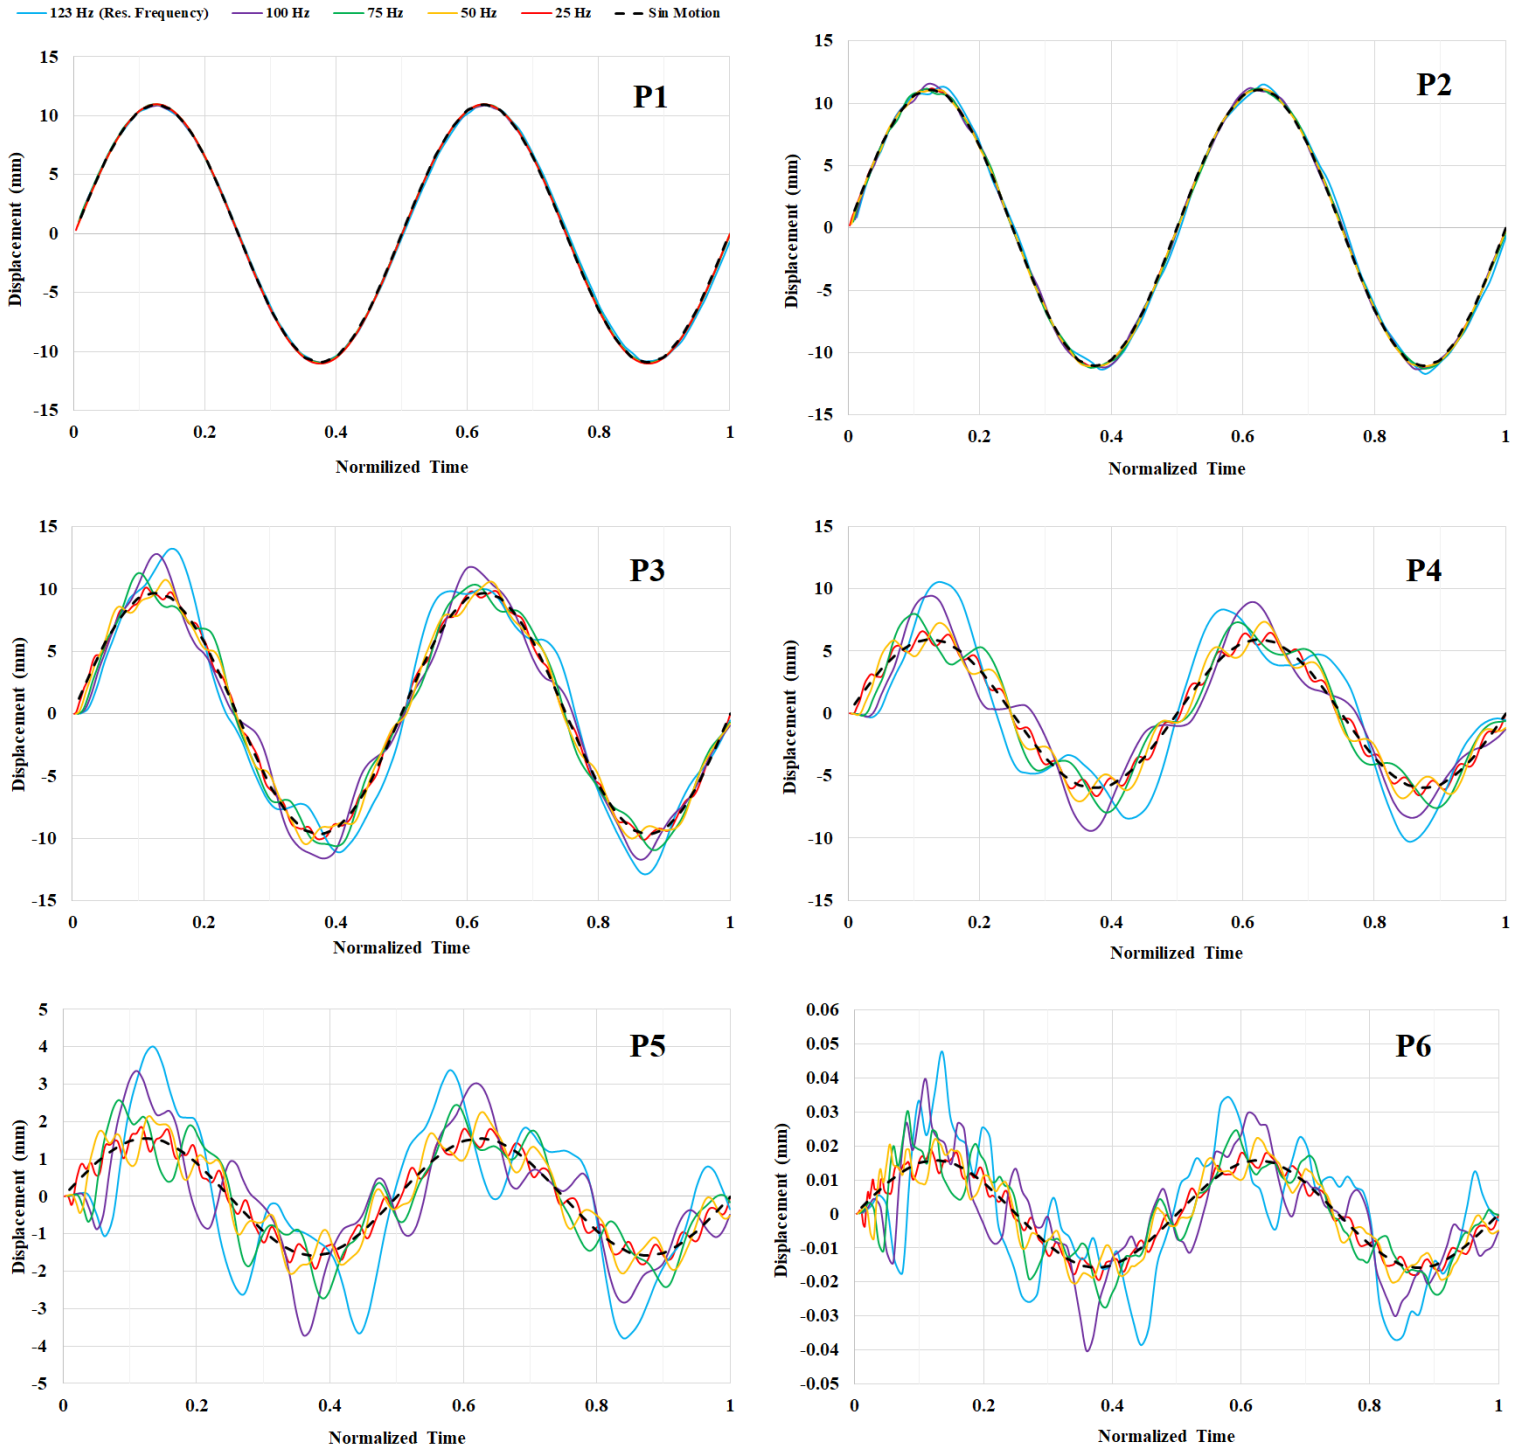 123 Hz (Res. Frequency) 100 Hz 75 Hz 50 Hz 25 Hz Sin Motion
P1
Displacement (mm)
15
10
5
0
-5
-10
-15
0 0.2 0.4 0.6 0.8 1
Normilized Time
P2
Displacement (mm)
15
10
5
0
-5
-10
-15
0 0.2 0.4 0.6 0.8 1
Normalized Time
P3
Displacement (mm)
15
10
5
0
-5
-10
-15
0 0.2 0.4 0.6 0.8 1
Normalized Time
P4
Displacement (mm)
15
10
5
0
-5
-10
-15
0 0.2 0.4 0.6 0.8 1
Normilized Time
P5
Displacement (mm)
5
4
3
2
1
0
-1
-2
-3
-4
-5
0 0.2 0.4 0.6 0.8 1
Normalized Time
P6
Displacement (mm)
0.06
0.05
0.04
0.03
0.02
0.01
0
-0.01
-0.02
-0.03
-0.04
-0.05
0 0.2 0.4 0.6 0.8 1
Normalized Time